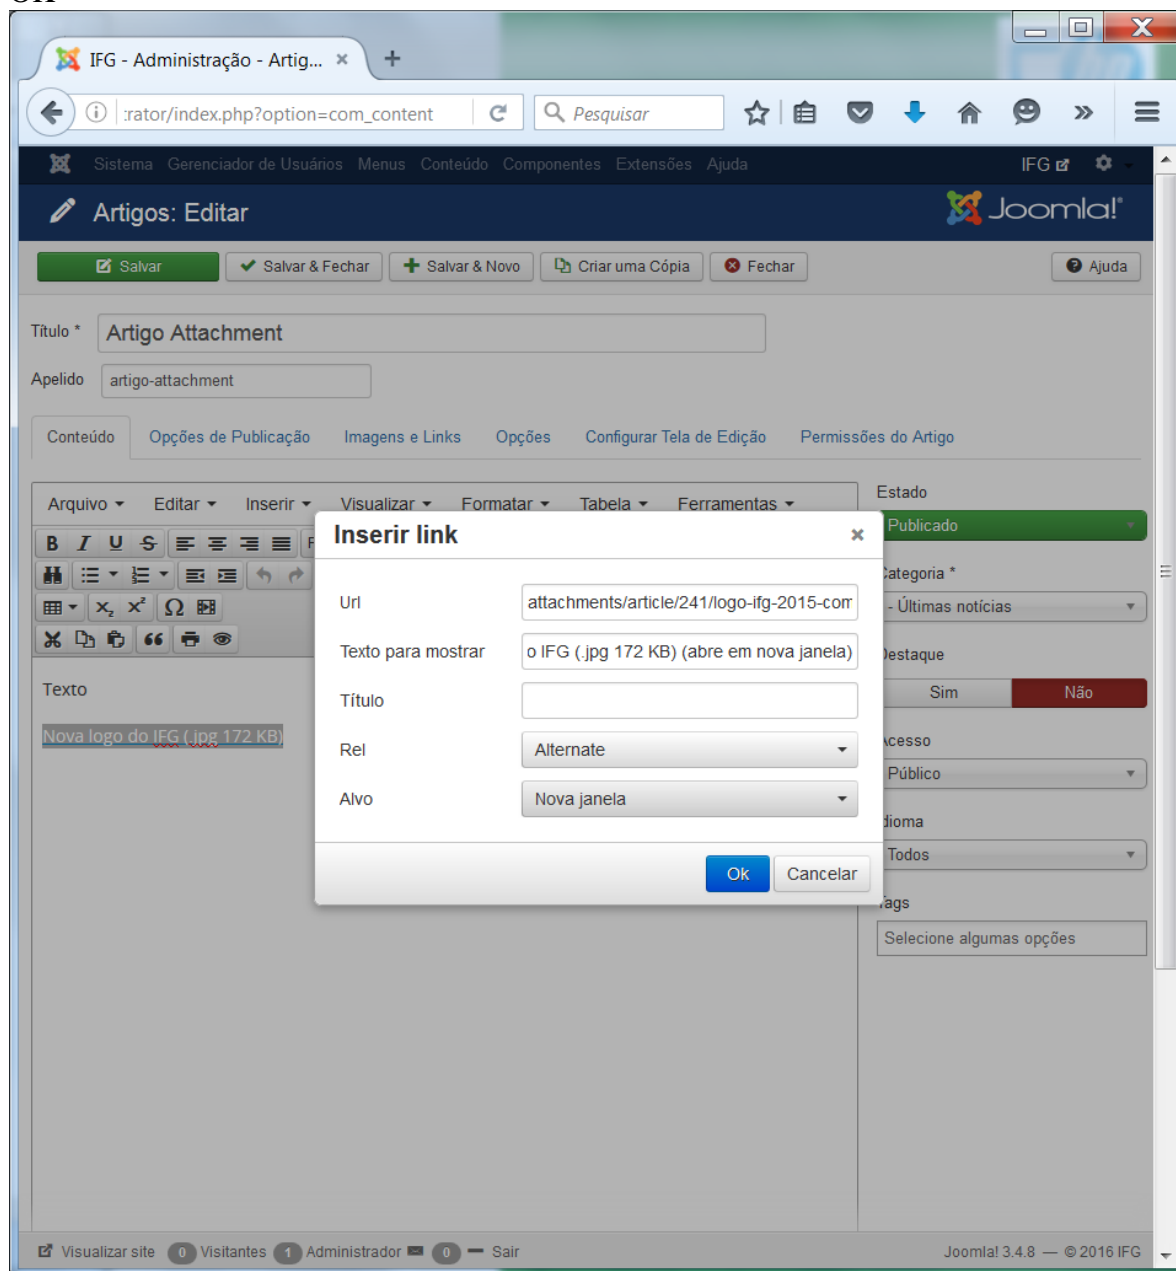 IFG - Administração - Artig...
:rator/index.php?option=com_content
Pesquisar
Sistema Gerenciador de Usuários Menus Conteúdo Componentes Extensões Ajuda IFG
Artigos: Editar
Joomla!
Salvar Salvar & Fechar Salvar & Novo Criar uma Cópia Fechar Ajuda
Título * Artigo Attachment
Apelido artigo-attachment
Conteúdo Opções de Publicação Imagens e Links Opções Configurar Tela de Edição Permissões do Artigo
Arquivo Editar Inserir Visualizar Formatar Tabela Ferramentas
Estado
Publicado
Categoria *
- Últimas notícias
Destaque
Sim Não
Acesso
Público
Idioma
Todos
Tags
Selecione algumas opções
Texto
Nova logo do IFG (.jpg 172 KB)
Inserir link
Url attachments/article/241/logo-ifg-2015-com
Texto para mostrar o IFG (.jpg 172 KB) (abre em nova janela)
Título
Rel Alternate
Alvo Nova janela
Ok Cancelar
Visualizar site 0 Visitantes 1 Administrador 0 Sair
Joomla! 3.4.8 — © 2016 IFG